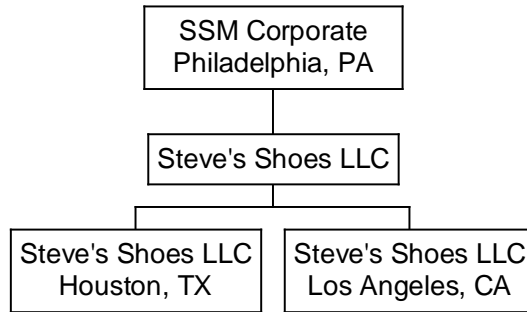 SSM Corporate
Philadelphia, PA
Steve's Shoes LLC
Steve's Shoes LLC
Houston, TX
Steve's Shoes LLC
Los Angeles, CA